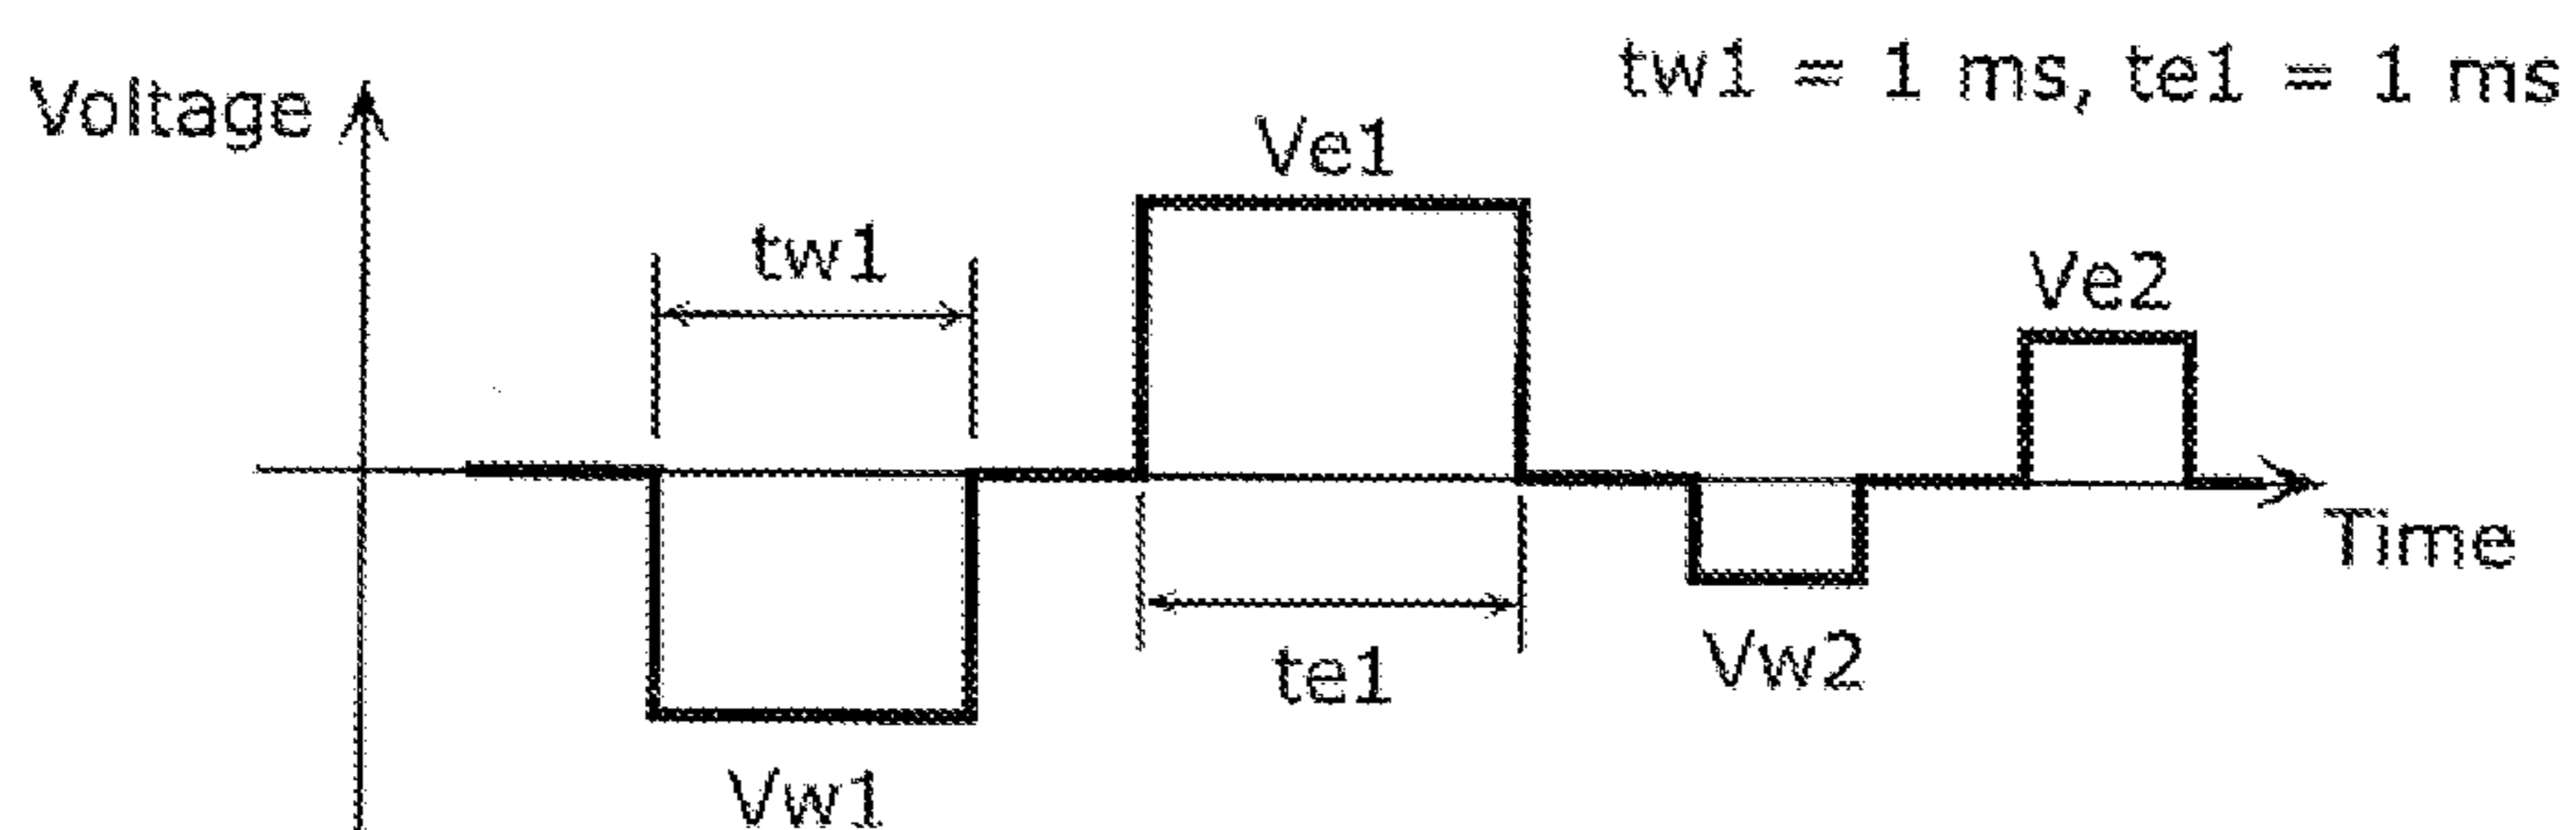 tw1 = 1 ms, te1 = 1 ms
Voltage
Ve1
tw1
Ve2
Time
te1
Vw2
Vw1